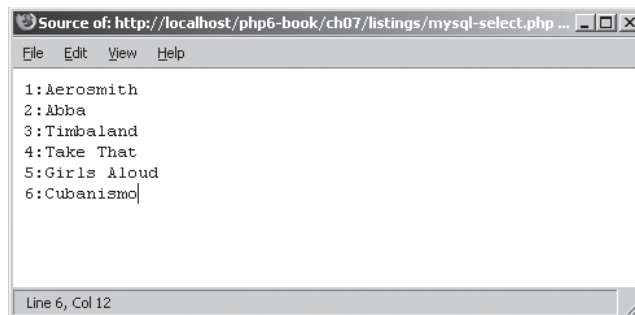 Source of: http://localhost/php6-book/ch07/listings/mysql-select.php ...
File Edit View Help
1:Aerosmith
2:Abba
3:Timbaland
4:Take That
5:Girls Aloud
6:Cubanismo
Line 6, Col 12